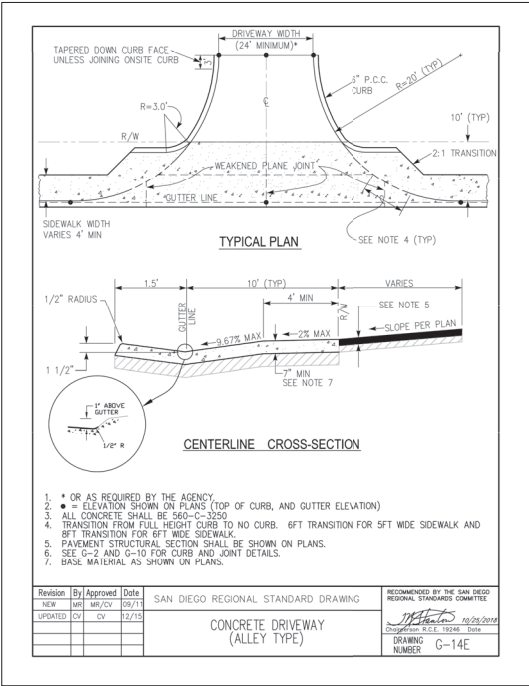 DRIVEWAY WIDTH
(24' MINIMUM)*
TAPERED DOWN CURB FACE
UNLESS JOINING ONSITE CURB
3'
6" P.C.C.
CURB
R=20' (TYP)
R=3.0'
℄
10' (TYP)
R/W
2:1 TRANSITION
WEAKENED PLANE JOINT
GUTTER LINE
SIDEWALK WIDTH
VARIES 4' MIN
TYPICAL PLAN
SEE NOTE 4 (TYP)
1.5'
10' (TYP)
VARIES
1/2" RADIUS
4' MIN
GUTTER
LINE
R/W
SEE NOTE 5
9.67% MAX
2% MAX
SLOPE PER PLAN
1 1/2"
7" MIN
SEE NOTE 7
1" ABOVE
GUTTER
1/2" R
CENTERLINE CROSS-SECTION
1. * OR AS REQUIRED BY THE AGENCY.
2. ● = ELEVATION SHOWN ON PLANS (TOP OF CURB, AND GUTTER ELEVATION)
3. ALL CONCRETE SHALL BE 560-C-3250
4. TRANSITION FROM FULL HEIGHT CURB TO NO CURB. 6FT TRANSITION FOR 5FT WIDE SIDEWALK AND
8FT TRANSITION FOR 6FT WIDE SIDEWALK.
5. PAVEMENT STRUCTURAL SECTION SHALL BE SHOWN ON PLANS.
6. SEE G-2 AND G-10 FOR CURB AND JOINT DETAILS.
7. BASE MATERIAL AS SHOWN ON PLANS.
Revision By Approved Date
NEW MR MR/CV 09/11
UPDATED CV CV 12/15
SAN DIEGO REGIONAL STANDARD DRAWING
CONCRETE DRIVEWAY
(ALLEY TYPE)
RECOMMENDED BY THE SAN DIEGO
REGIONAL STANDARDS COMMITTEE
10/25/2018
Chairperson R.C.E. 19246 Date
DRAWING
NUMBER G-14E